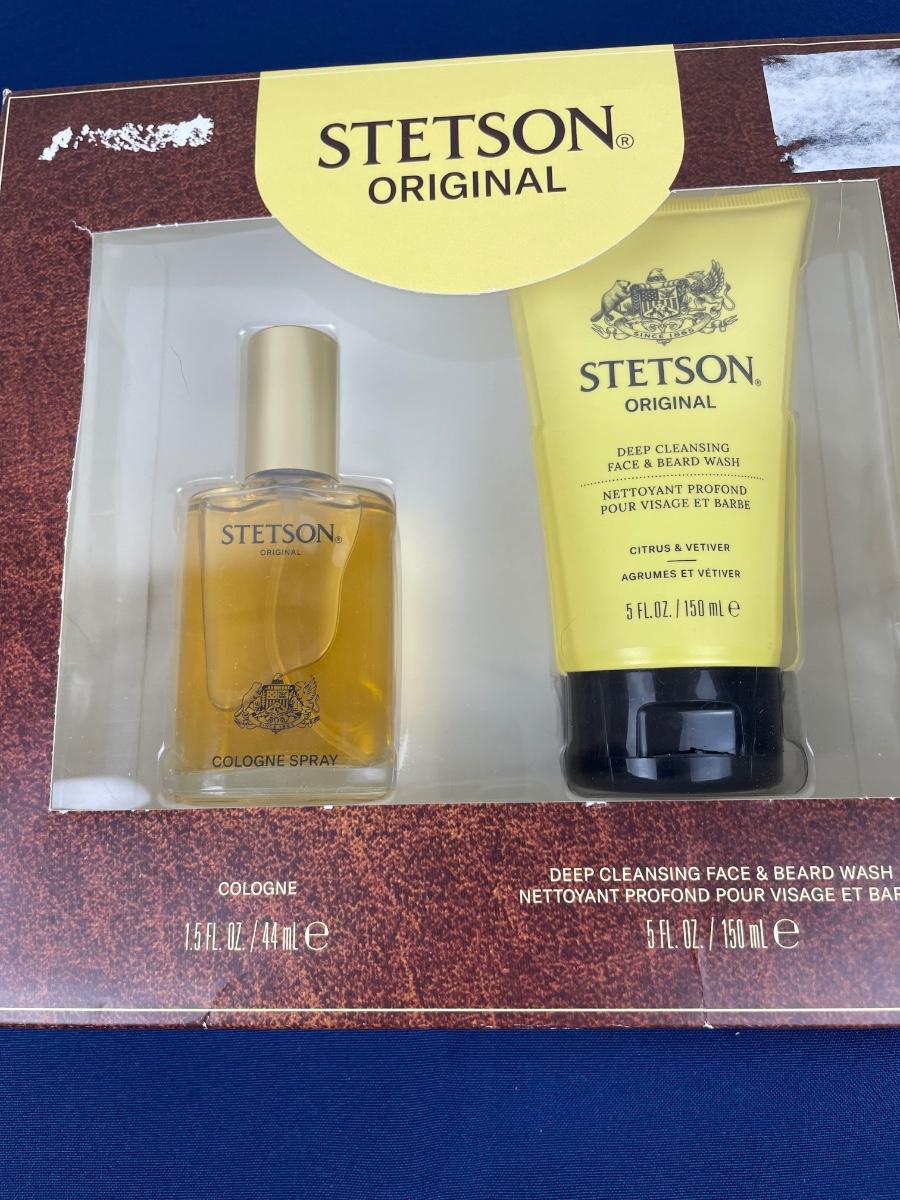 STETSON®
ORIGINAL
STETSON®
ORIGINAL
COLOGNE SPRAY
SINCE 1865
STETSON®
ORIGINAL
DEEP CLEANSING
FACE & BEARD WASH
NETTOYANT PROFOND
POUR VISAGE ET BARBE
CITRUS & VETIVER
AGRUMES ET VÉTIVER
5 FL.OZ. / 150 mL ℮
COLOGNE
1.5 FL. OZ. / 44 mL ℮
DEEP CLEANSING FACE & BEARD WASH
NETTOYANT PROFOND POUR VISAGE ET BAR
5 FL. OZ. / 150 mL ℮